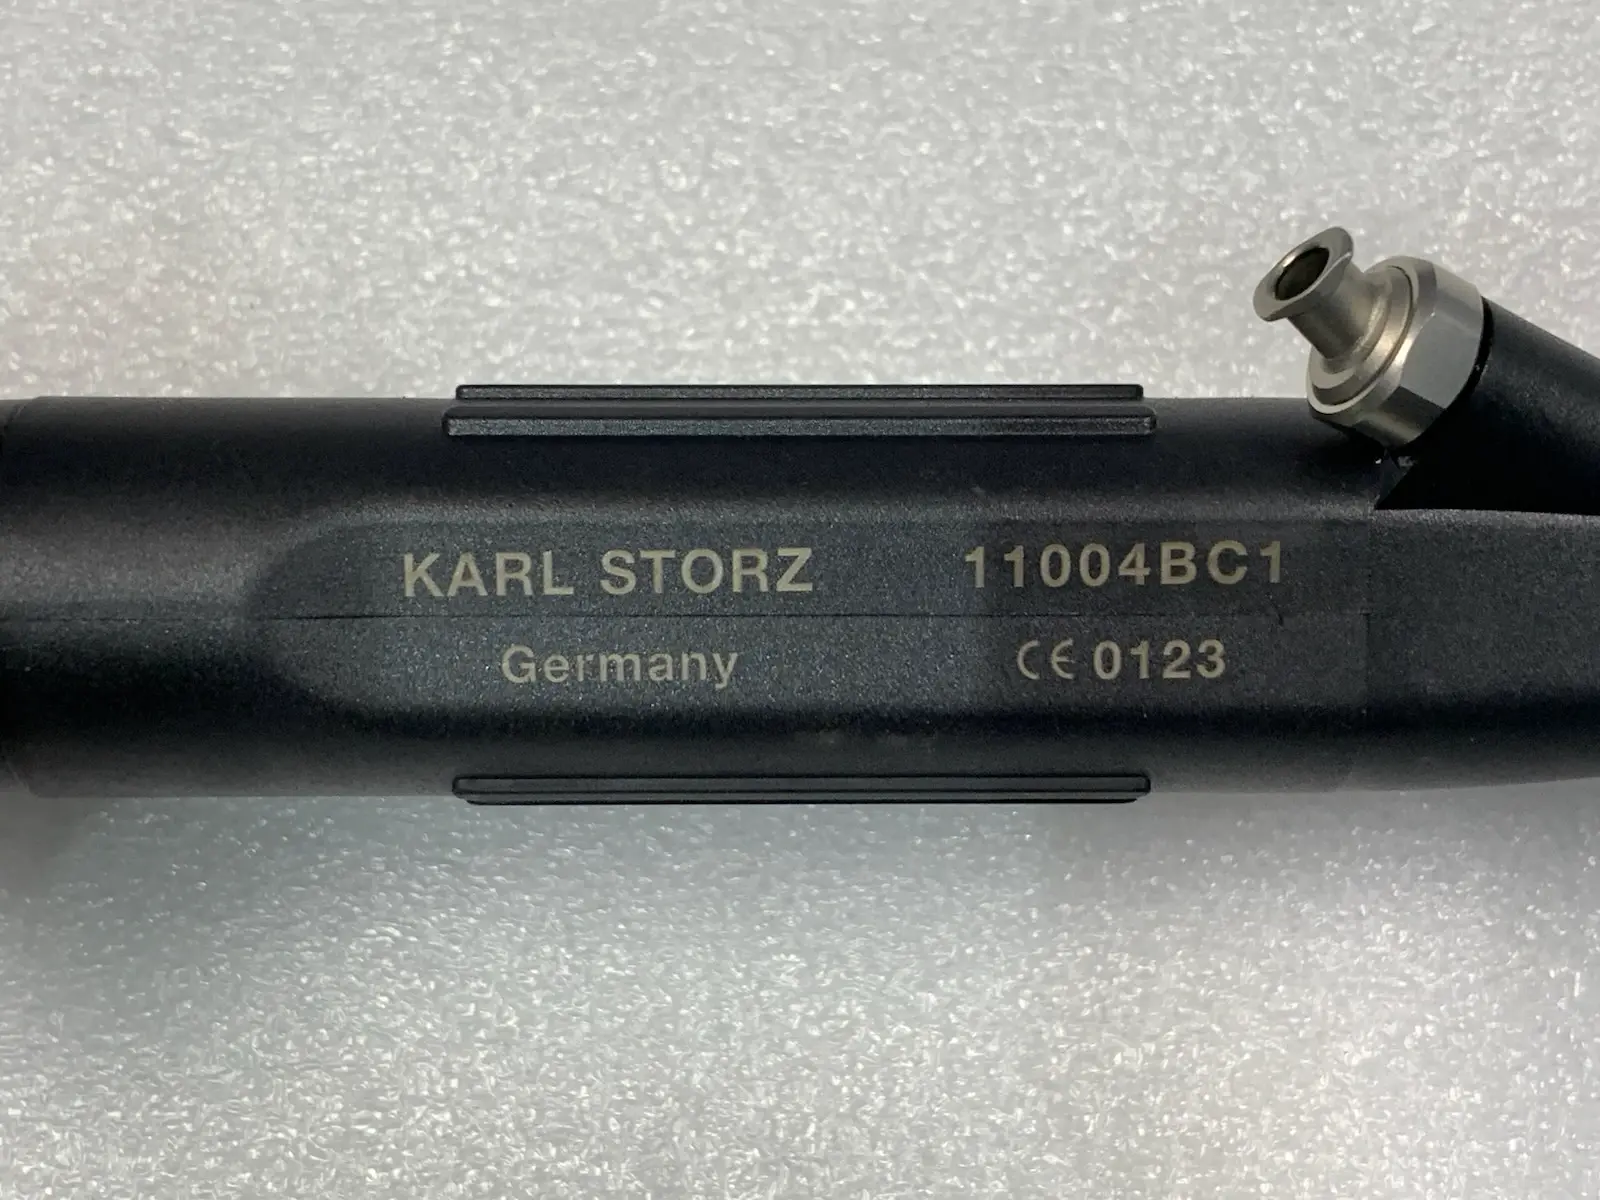 KARL STORZ 11004BC1
Germany CE 0123